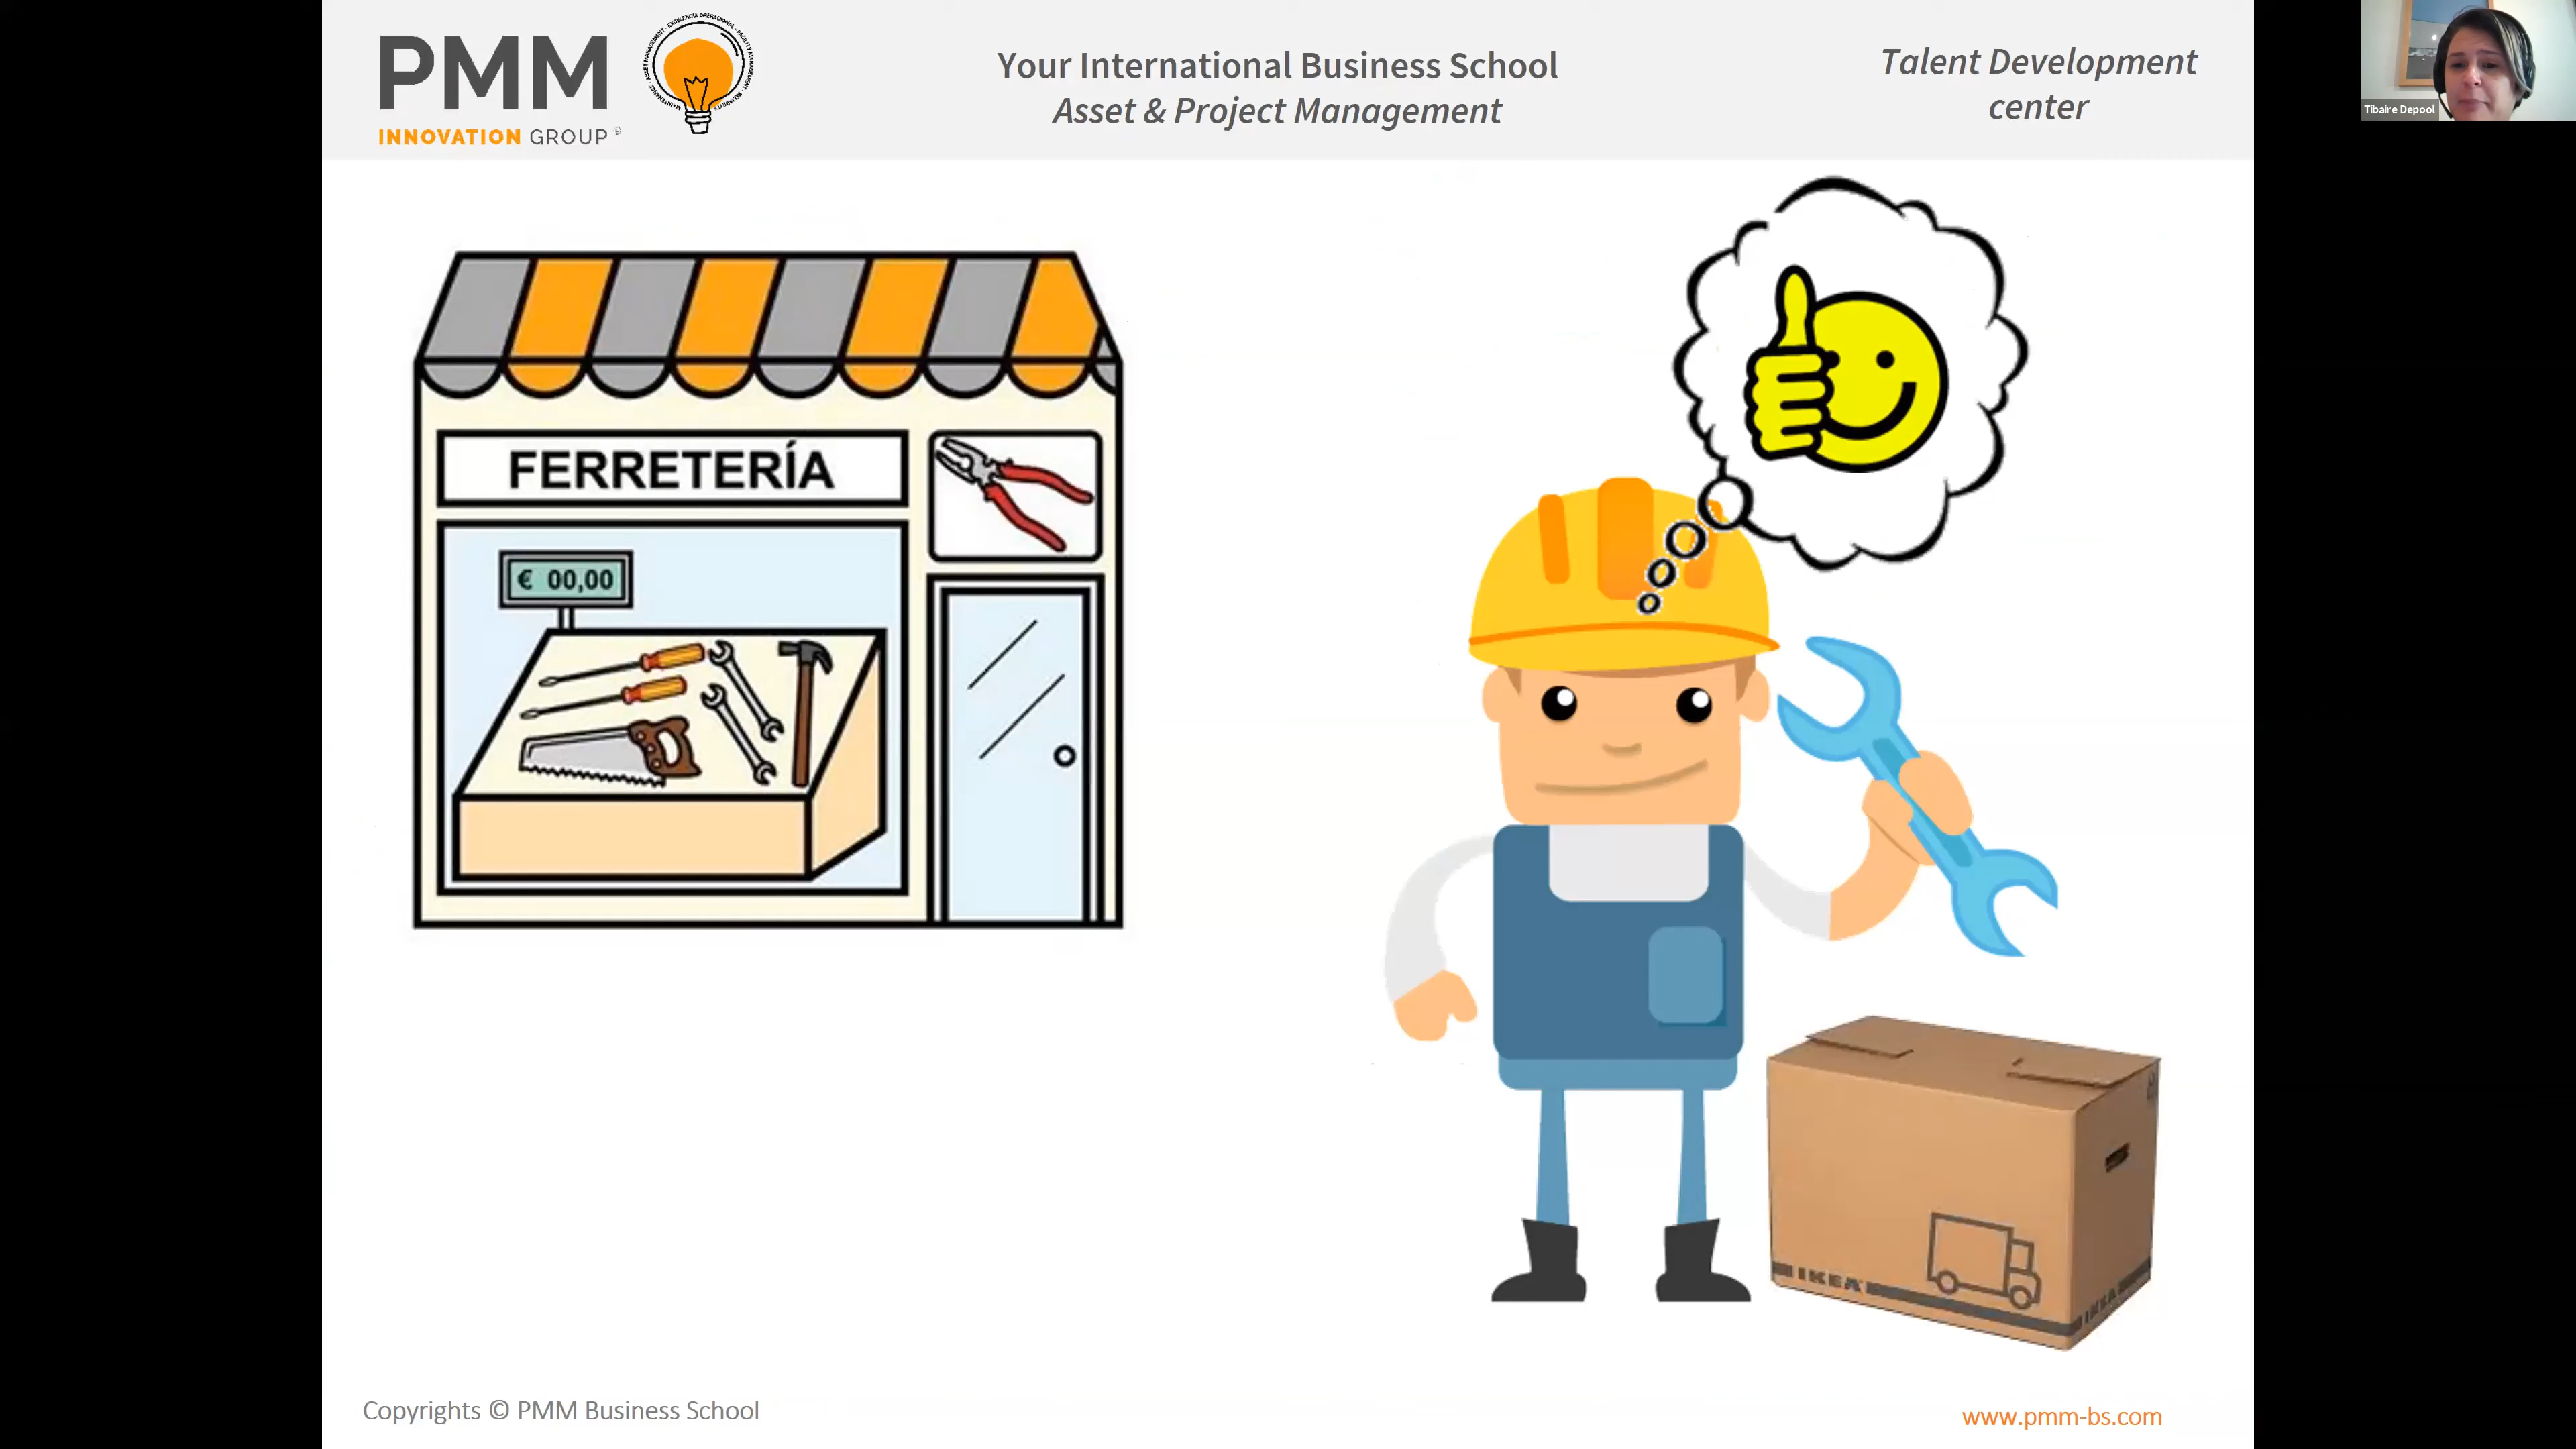 PMM
INNOVATION GROUP
Your International Business School
Asset & Project Management
Talent Development
center
Tibaire Depool
FERRETERÍA
€ 00,00
IKEA
IKEA
Copyrights © PMM Business School
www.pmm-bs.com